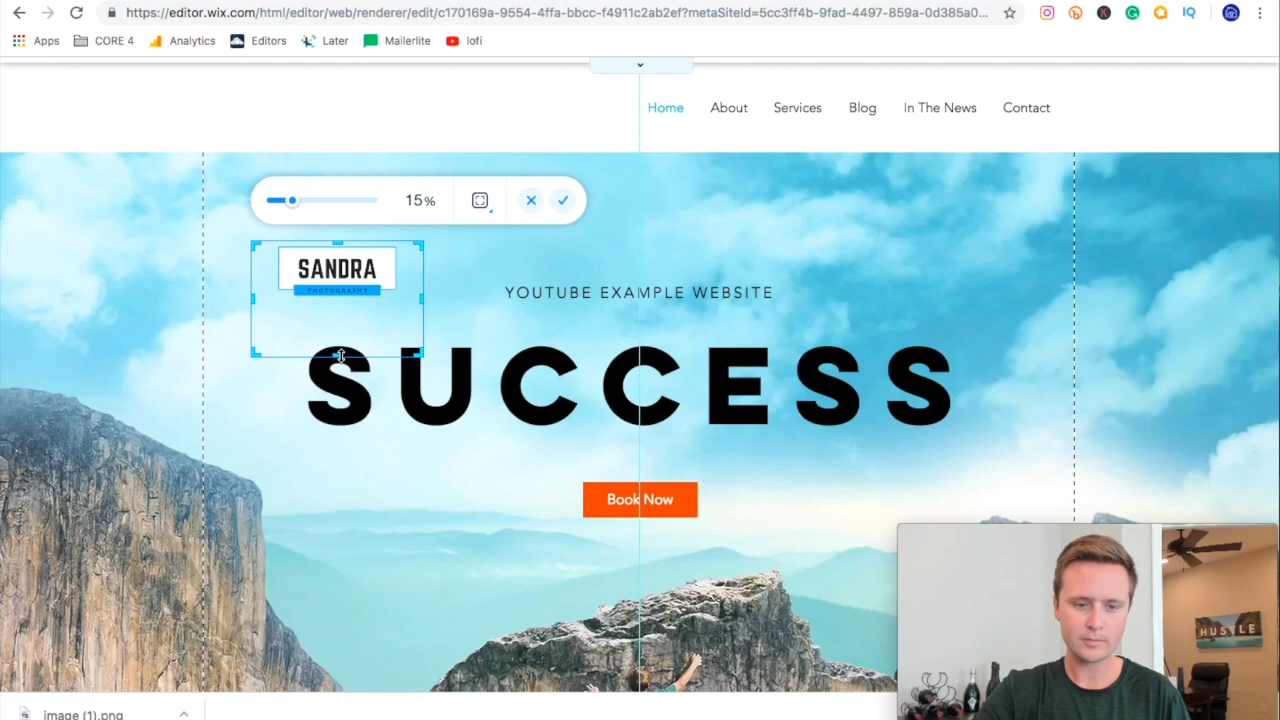 https://editor.wix.com/html/editor/web/renderer/edit/c170169a-9554-4ffa-bbcc-f4911c2ab2ef?metaSiteId=5cc3ff4b-9fad-4497-859a-0d385a0...
Apps CORE 4 Analytics Editors Later Mailerlite lofi
Home About Services Blog In The News Contact
15%
SANDRA
PHOTOGRAPHY
YOUTUBE EXAMPLE WEBSITE
SUCCESS
Book Now
HUSTLE
image (1).png